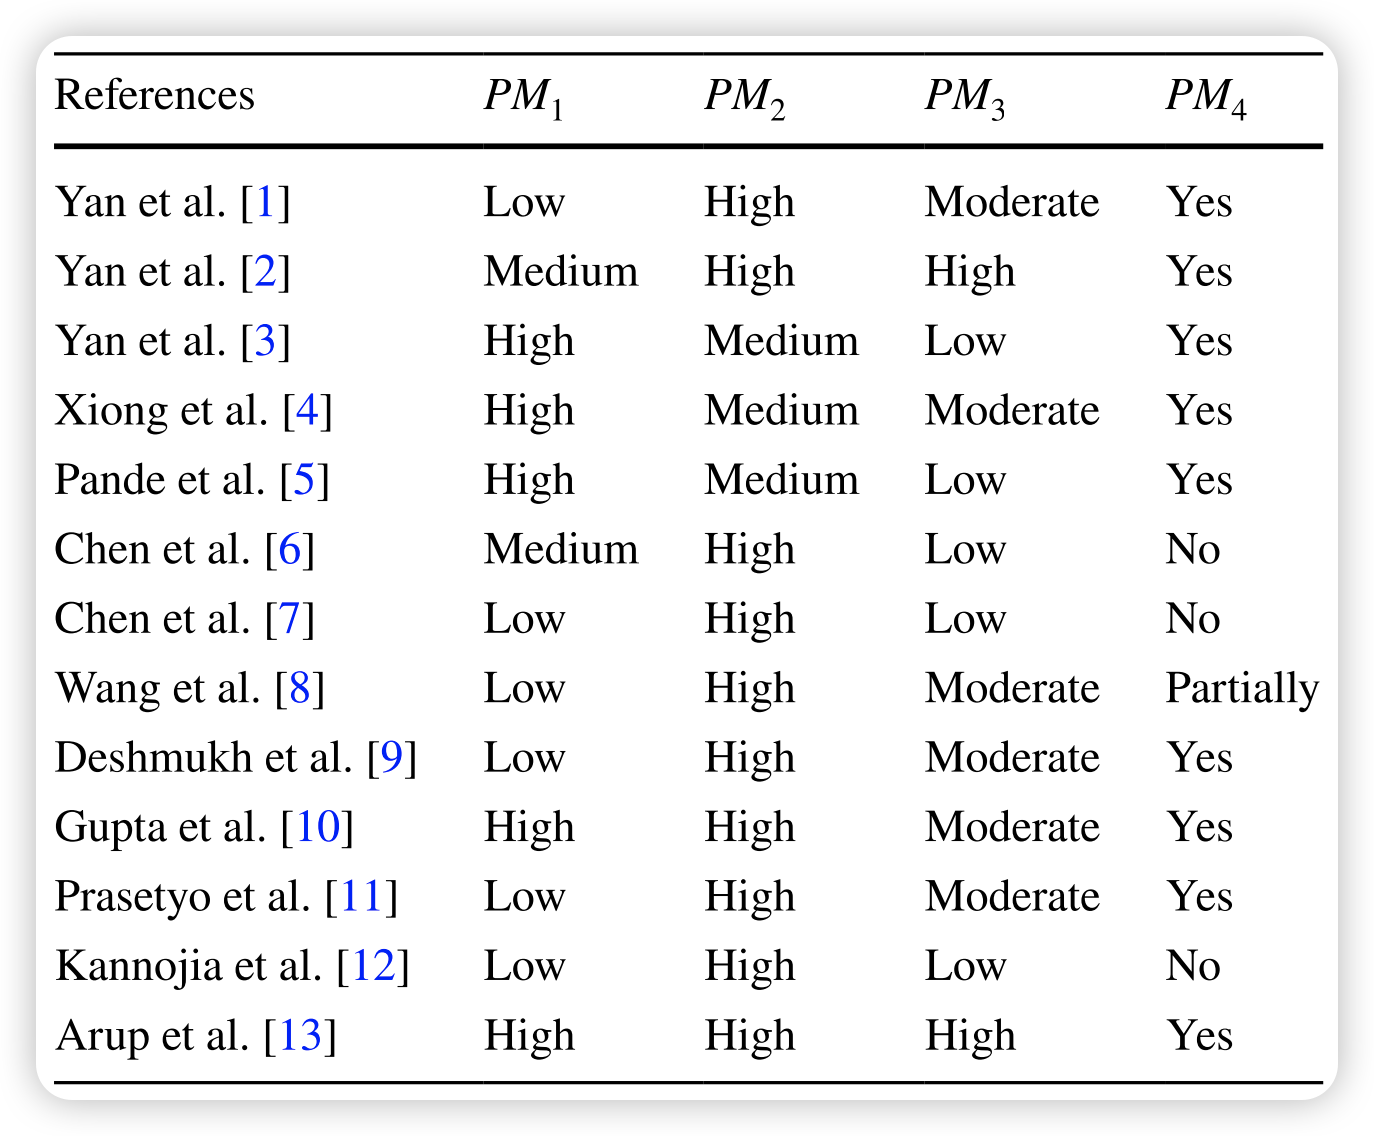 References PM₁ PM₂ PM₃ PM₄
Yan et al. [1] Low High Moderate Yes
Yan et al. [2] Medium High High Yes
Yan et al. [3] High Medium Low Yes
Xiong et al. [4] High Medium Moderate Yes
Pande et al. [5] High Medium Low Yes
Chen et al. [6] Medium High Low No
Chen et al. [7] Low High Low No
Wang et al. [8] Low High Moderate Partially
Deshmukh et al. [9] Low High Moderate Yes
Gupta et al. [10] High High Moderate Yes
Prasetyo et al. [11] Low High Moderate Yes
Kannojia et al. [12] Low High Low No
Arup et al. [13] High High High Yes